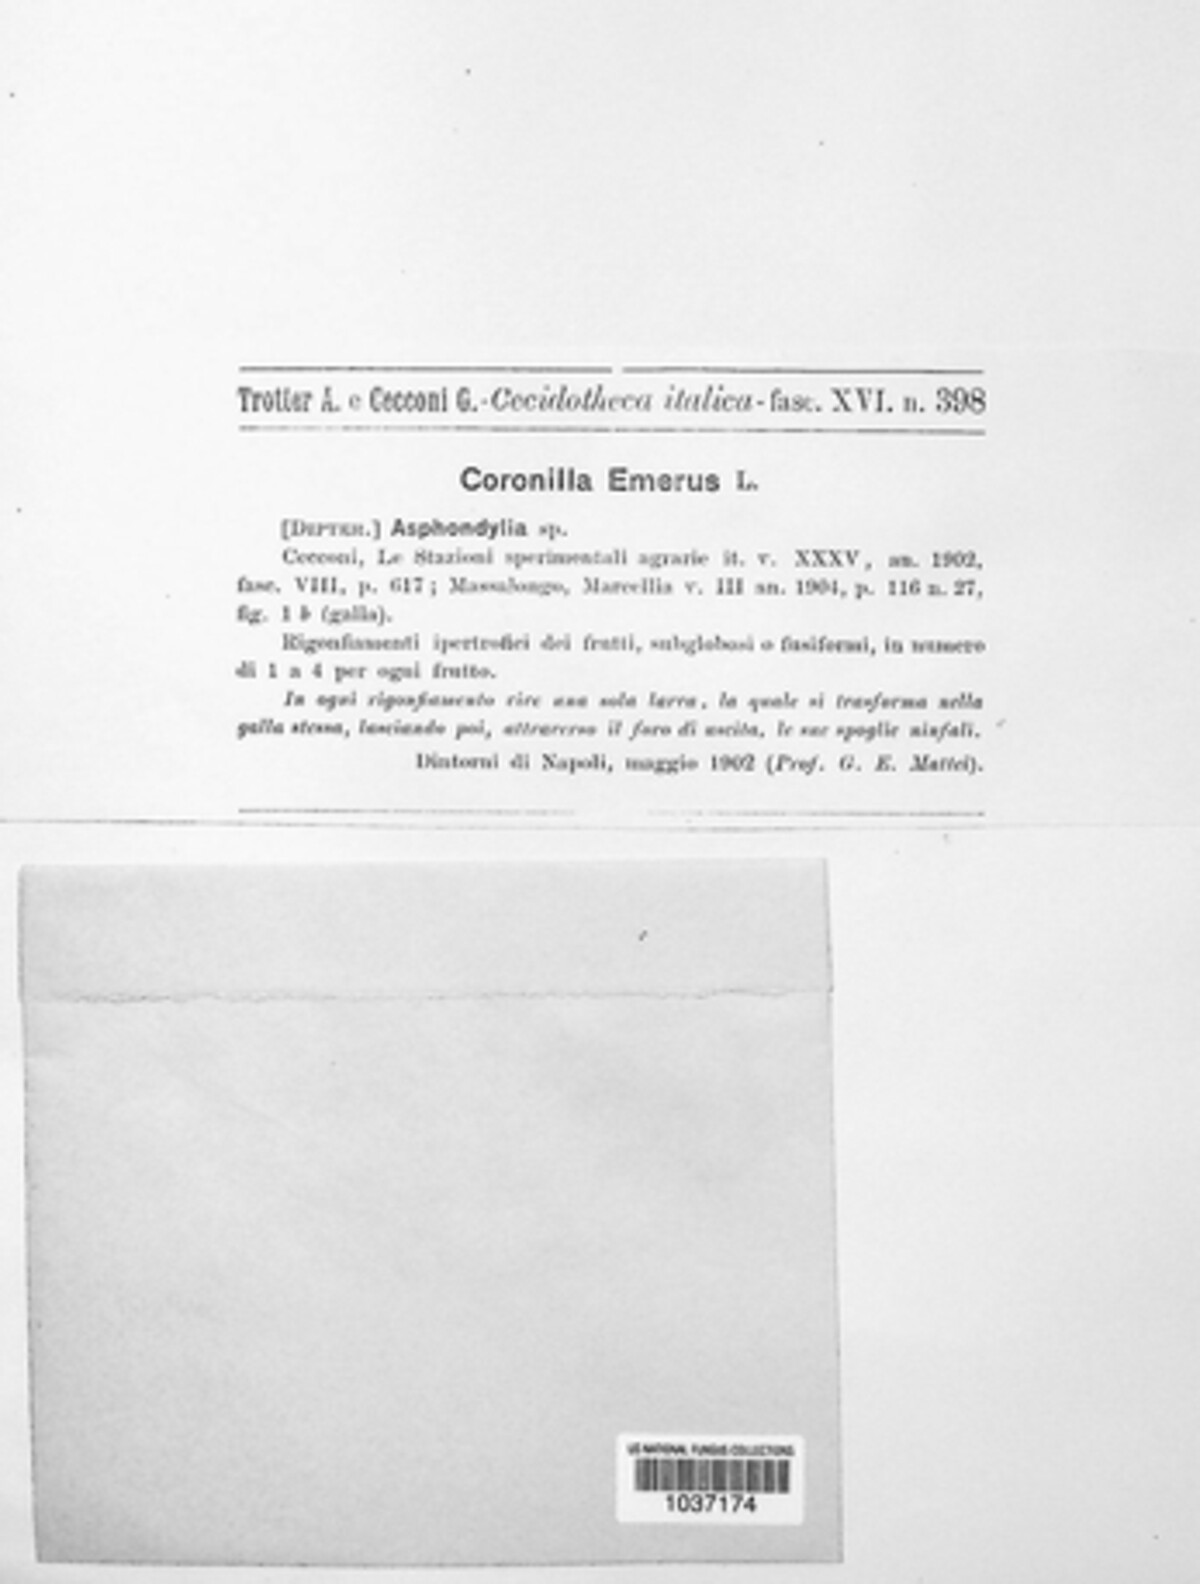 Trotter A. e Cecconi G. - Cecidotheca italica - fasc. XVI. n. 398
Coronilla Emerus L.
[DIPTER.] Asphondylia sp.
Cecconi, Le Stazioni sperimentali agrarie it. v. XXXV, an. 1902,
fasc. VIII, p. 617; Massalongo, Marcellia v. III an. 1904, p. 116 n. 27,
fig. 1 b (galla).
Rigonfiamenti ipertrofici dei frutti, subglobosi o fusiformi, in numero
di 1 a 4 per ogni frutto.
In ogni rigonfiamento vive una sola larva, la quale si trasforma nella
galla stessa, lasciando poi, attraverso il foro di uscita, le sue spoglie ninfali.
Dintorni di Napoli, maggio 1902 (Prof. G. E. Mattei).
US NATIONAL FUNGUS COLLECTIONS
1037174